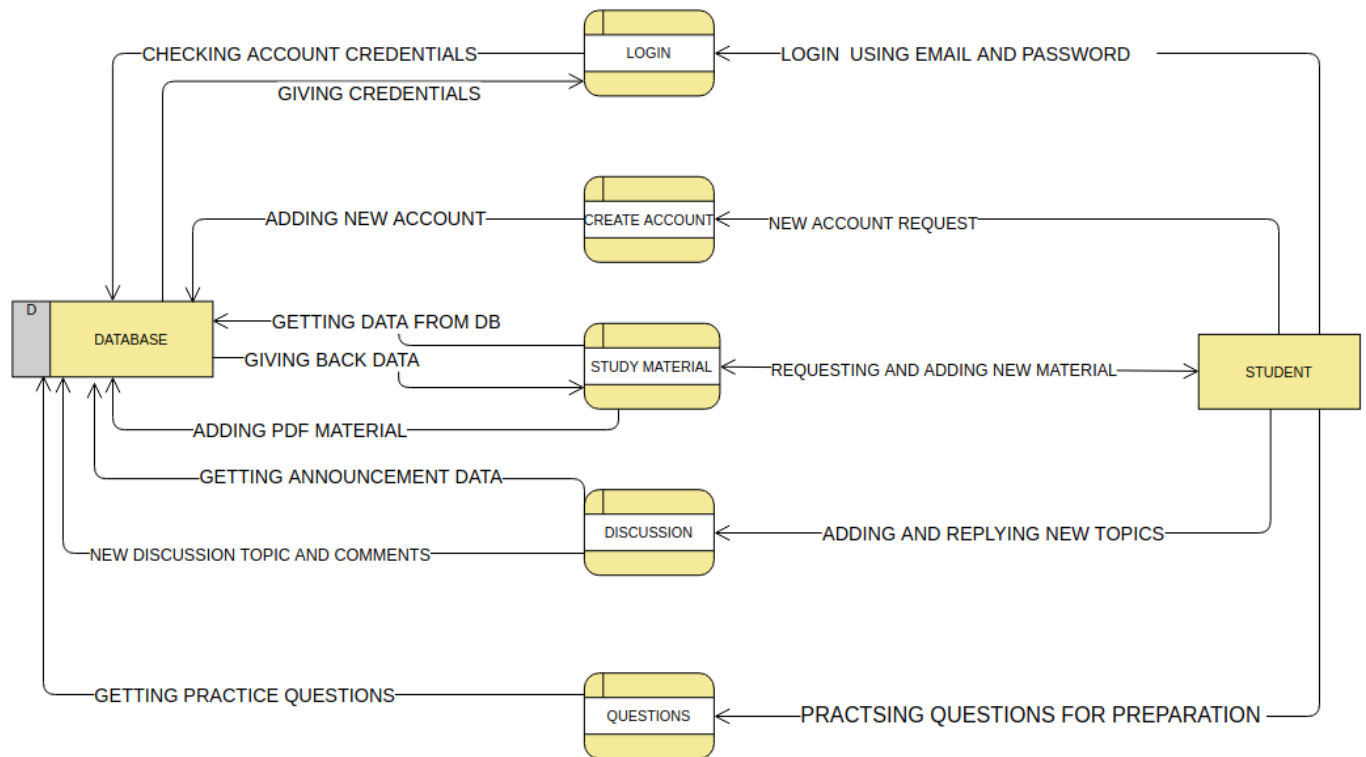 LOGIN
CHECKING ACCOUNT CREDENTIALS
LOGIN USING EMAIL AND PASSWORD
GIVING CREDENTIALS
ADDING NEW ACCOUNT
CREATE ACCOUNT
NEW ACCOUNT REQUEST
D
DATABASE
GETTING DATA FROM DB
GIVING BACK DATA
STUDY MATERIAL
REQUESTING AND ADDING NEW MATERIAL
STUDENT
ADDING PDF MATERIAL
GETTING ANNOUNCEMENT DATA
DISCUSSION
ADDING AND REPLYING NEW TOPICS
NEW DISCUSSION TOPIC AND COMMENTS
GETTING PRACTICE QUESTIONS
QUESTIONS
PRACTSING QUESTIONS FOR PREPARATION